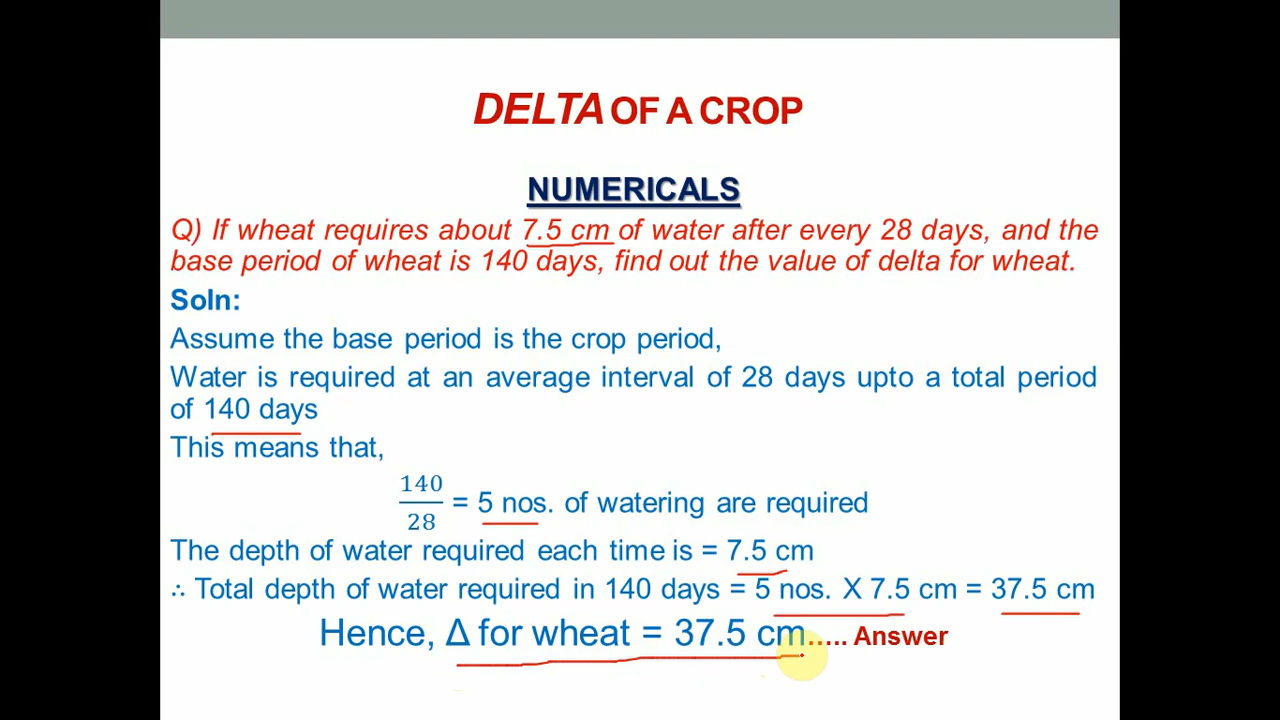 DELTA OF A CROP
NUMERICALS
Q) If wheat requires about 7.5 cm of water after every 28 days, and the
base period of wheat is 140 days, find out the value of delta for wheat.
Soln:
Assume the base period is the crop period,
Water is required at an average interval of 28 days upto a total period
of 140 days
This means that,
140/28 = 5 nos. of watering are required
The depth of water required each time is = 7.5 cm
∴ Total depth of water required in 140 days = 5 nos. X 7.5 cm = 37.5 cm
Hence, Δ for wheat = 37.5 cm..... Answer